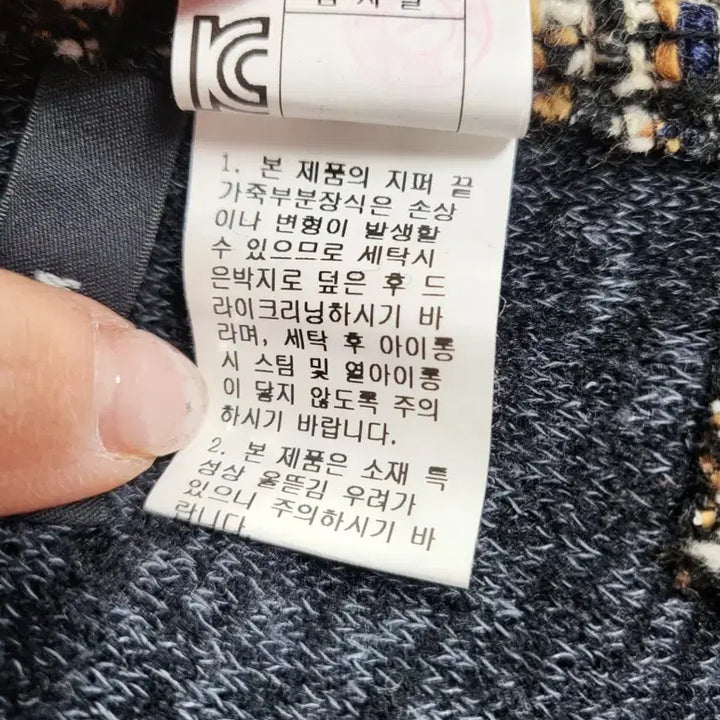 KC
1. 본 제품의 지퍼 끝
가죽부분장식은 손상
이나 변형이 발생할
수 있으므로 세탁시
은박지로 덮은 후 드
라이크리닝하시기 바
라며, 세탁 후 아이롱
시 스팀 및 열아이롱
이 닿지 않도록 주의
하시기 바랍니다.
2. 본 제품은 소재 특
성상 올뜯김 우려가
있으니 주의하시기 바
랍니다.